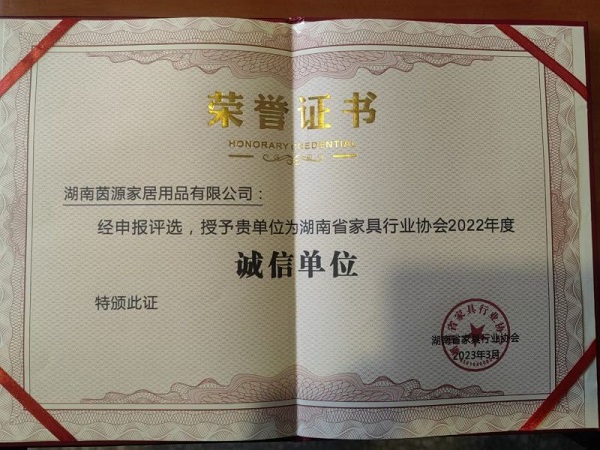 荣誉证书
HONORARY CREDENTIAL
湖南茵源家居用品有限公司：
经申报评选，授予贵单位为湖南省家具行业协会2022年度
诚信单位
特颁此证
湖南省家具行业协会
2023年3月